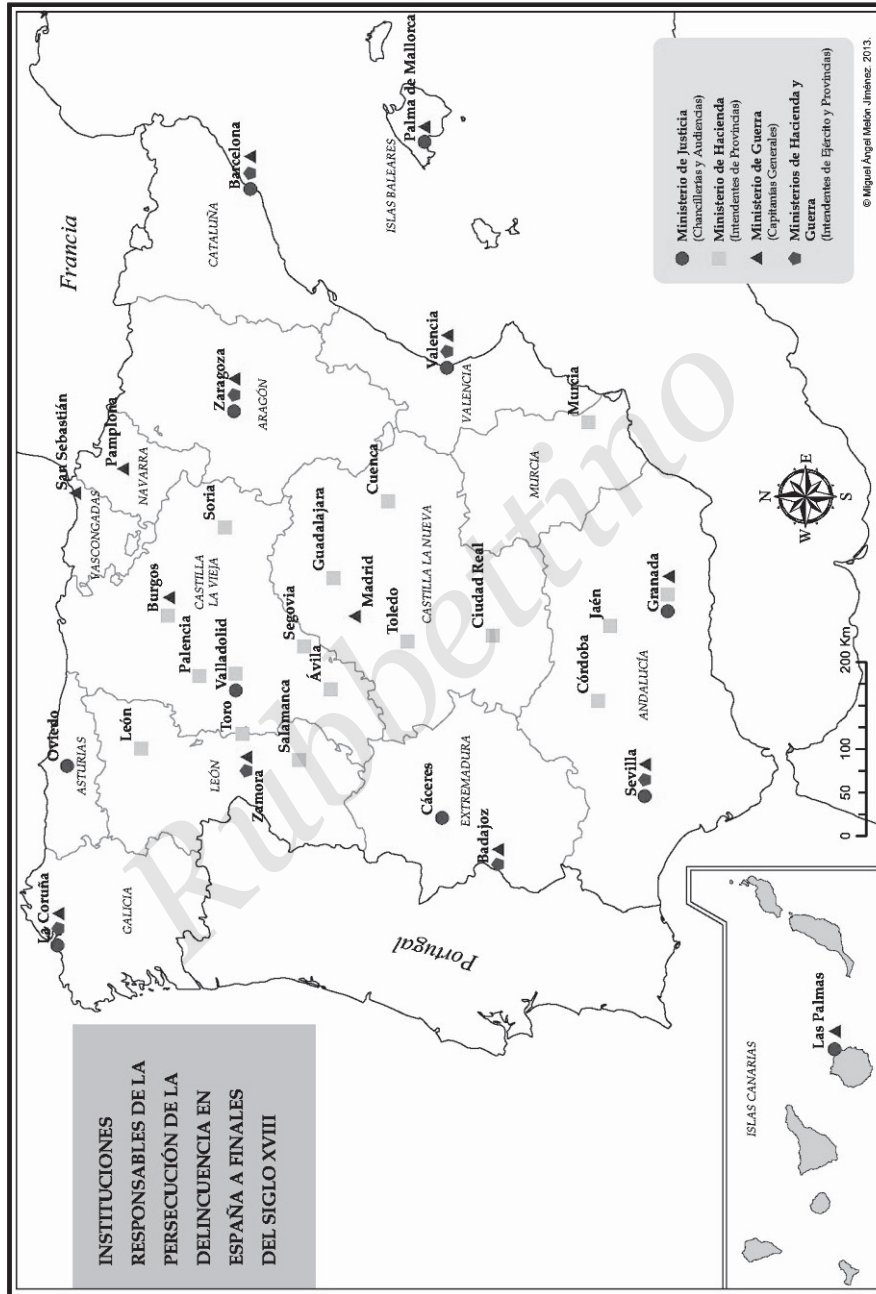 INSTITUCIONES
RESPONSABLES DE LA
PERSECUCIÓN DE LA
DELINCUENCIA EN
ESPAÑA A FINALES
DEL SIGLO XVIII
La Coruña
GALICIA
Oviedo
ASTURIAS
León
LEÓN
Zamora
Toro
Salamanca
Palencia
Valladolid
Burgos
CASTILLA
LA VIEJA
Soria
Segovia
Ávila
VASCONGADAS
San Sebastián
Pamplona
NAVARRA
Francia
Zaragoza
ARAGÓN
CATALUÑA
Barcelona
Guadalajara
Madrid
Cuenca
Toledo
CASTILLA LA NUEVA
Ciudad Real
Cáceres
EXTREMADURA
Badajoz
Portugal
Valencia
VALENCIA
ISLAS BALEARES
Palma de Mallorca
MURCIA
Murcia
Córdoba
Jaén
ANDALUCÍA
Sevilla
Granada
ISLAS CANARIAS
Las Palmas
0 50 100 200 Km
N
W E
S
Ministerio de Justicia
(Chancillerías y Audiencias)
Ministerio de Hacienda
(Intendentes de Provincias)
Ministerio de Guerra
(Capitanías Generales)
Ministerios de Hacienda y
Guerra
(Intendentes de Ejército y Provincias)
© Miguel Ángel Melón Jiménez. 2013.
Rubbettino